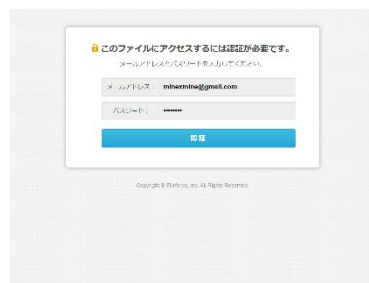 このファイルにアクセスするには認証が必要です。
メールアドレスとパスワードを入力してください。
メールアドレス： minexmine@gmail.com
パスワード： ••••••••
認証
Copyright © Fileforce, Inc. All Rights Reserved.